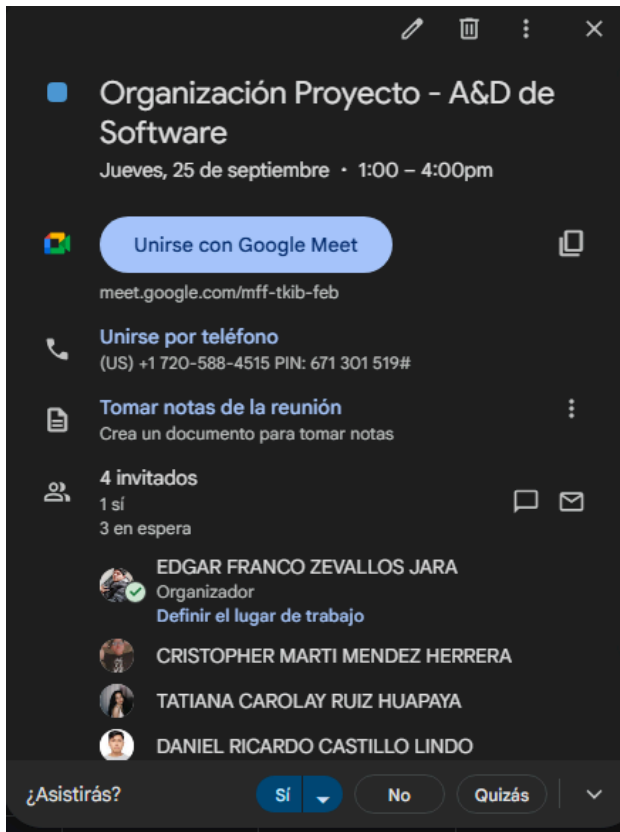 Organización Proyecto - A&D de
Software
Jueves, 25 de septiembre · 1:00 – 4:00pm
Unirse con Google Meet
meet.google.com/mff-tkib-feb
Unirse por teléfono
(US) +1 720-588-4515 PIN: 671 301 519#
Tomar notas de la reunión
Crea un documento para tomar notas
4 invitados
1 sí
3 en espera
EDGAR FRANCO ZEVALLOS JARA
Organizador
Definir el lugar de trabajo
CRISTOPHER MARTI MENDEZ HERRERA
TATIANA CAROLAY RUIZ HUAPAYA
DANIEL RICARDO CASTILLO LINDO
¿Asistirás? Sí No Quizás